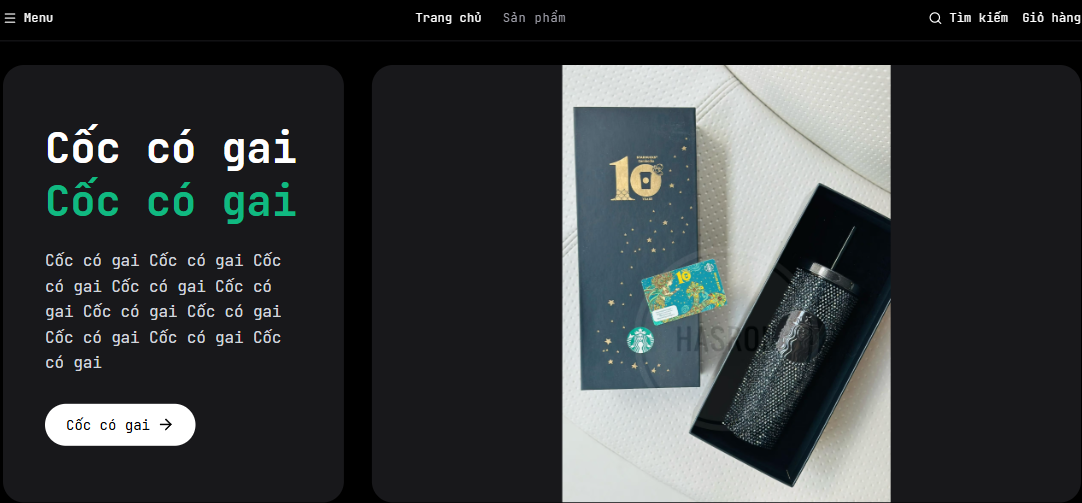 Menu
Trang chủ
Sản phẩm
Tìm kiếm
Giỏ hàng
Cốc có gai
Cốc có gai
Cốc có gai Cốc có gai Cốc
có gai Cốc có gai Cốc có
gai Cốc có gai Cốc có gai
Cốc có gai Cốc có gai Cốc
có gai
Cốc có gai
10
10